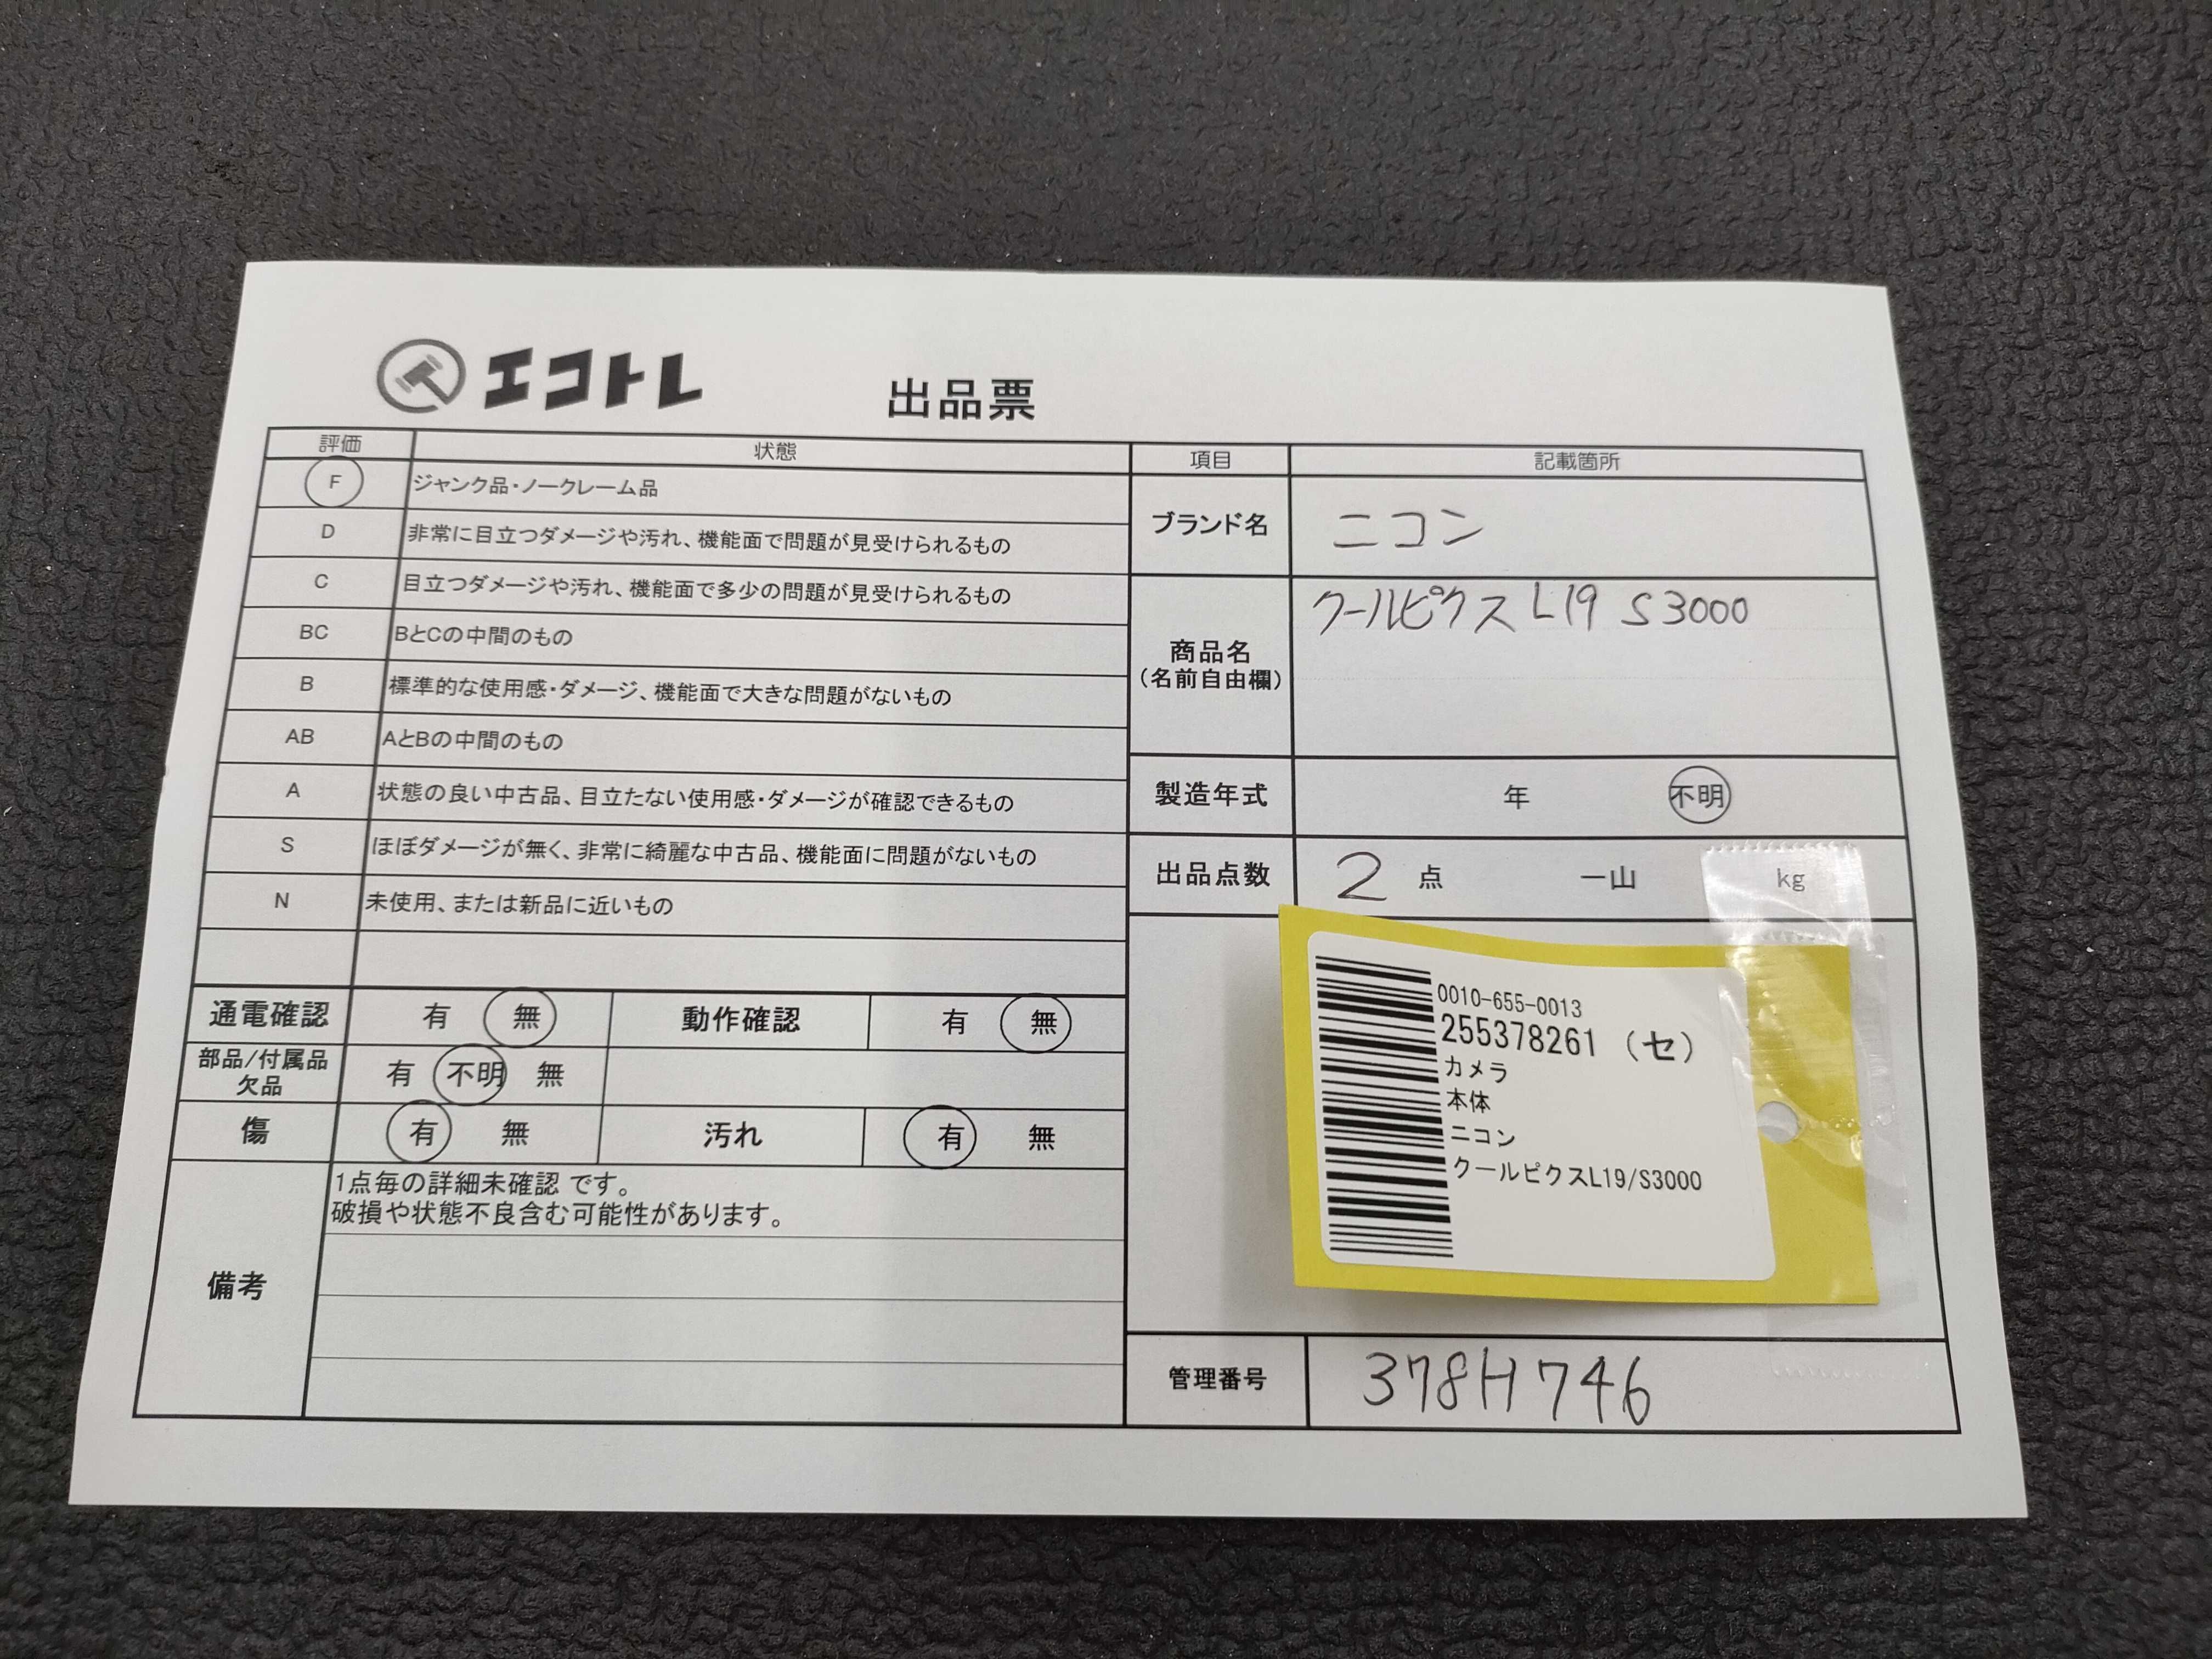 エコトレ
出品票
評価 状態
F ジャンク品・ノークレーム品
D 非常に目立つダメージや汚れ、機能面で問題が見受けられるもの
C 目立つダメージや汚れ、機能面で多少の問題が見受けられるもの
BC BとCの中間のもの
B 標準的な使用感・ダメージ、機能面で大きな問題がないもの
AB AとBの中間のもの
A 状態の良い中古品、目立たない使用感・ダメージが確認できるもの
S ほぼダメージが無く、非常に綺麗な中古品、機能面に問題がないもの
N 未使用、または新品に近いもの
通電確認 有 無 動作確認 有 無
部品/付属品
欠品
有 不明 無
傷 有 無 汚れ 有 無
備考
1点毎の詳細未確認 です。
破損や状態不良含む可能性があります。
項目 記載箇所
ブランド名 ニコン
商品名
(名前自由欄)
クールピクス L19 S3000
製造年式 年 不明
出品点数 2 点 一山 kg
0010-655-0013
255378261 (セ)
カメラ
本体
ニコン
クールピクスL19/S3000
管理番号 378H746